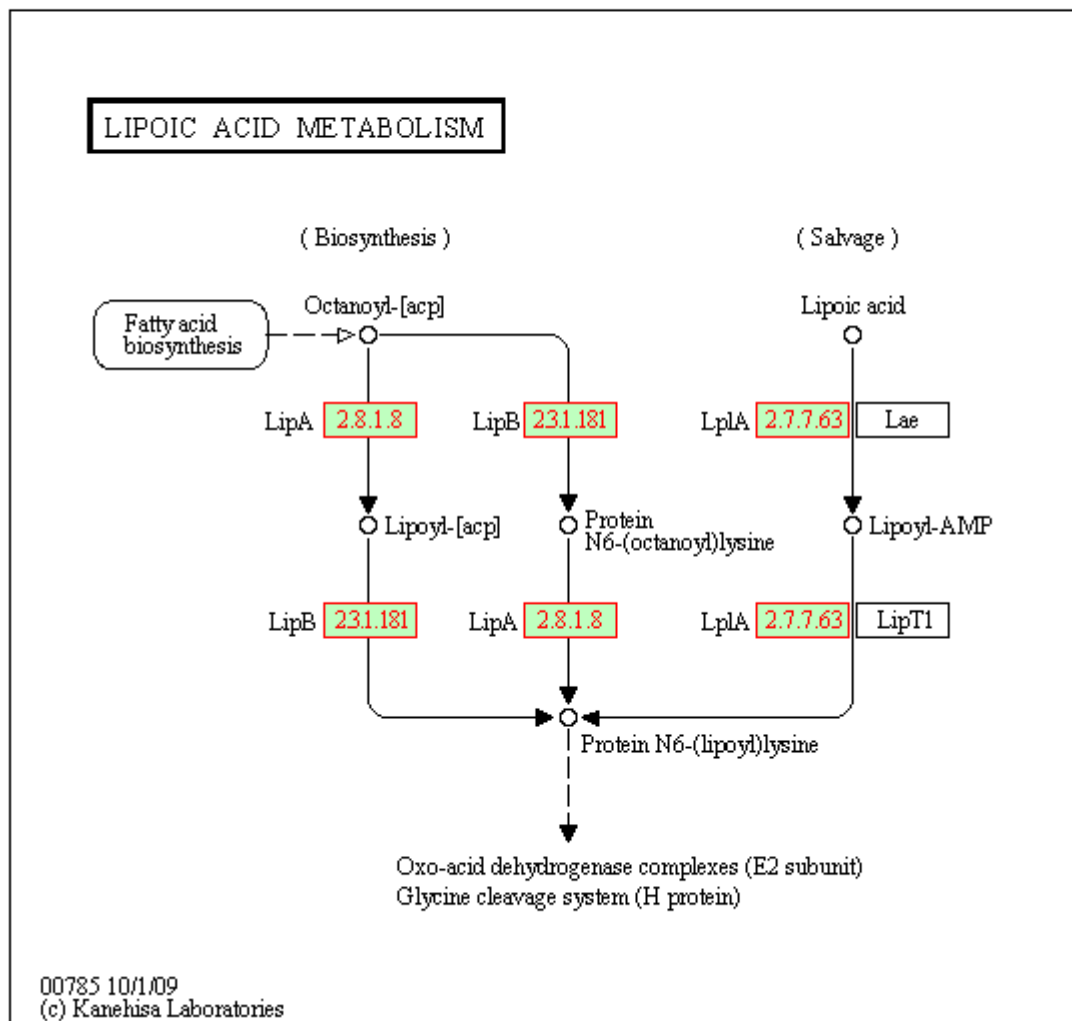 LIPOIC ACID METABOLISM
( Biosynthesis )
( Salvage )
Octanoyl-[acp]
Lipoic acid
Fatty acid
biosynthesis
LipA 2.8.1.8
LipB 2.3.1.181
LplA 2.7.7.63 Lae
Lipoyl-[acp]
Protein
N6-(octanoyl)lysine
Lipoyl-AMP
LipB 2.3.1.181
LipA 2.8.1.8
LplA 2.7.7.63 LipT1
Protein N6-(lipoyl)lysine
Oxo-acid dehydrogenase complexes (E2 subunit)
Glycine cleavage system (H protein)
00785 10/1/09
(c) Kanehisa Laboratories